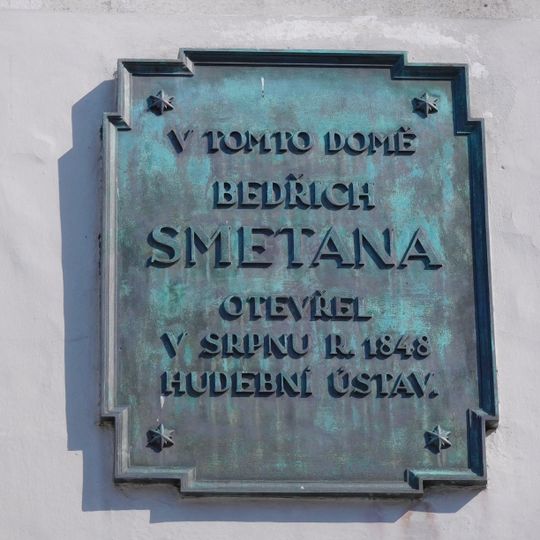 V TOMTO DOMĚ
BEDŘICH
SMETANA
OTEVŘEL
V SRPNU R. 1848
HUDEBNÍ ÚSTAV.